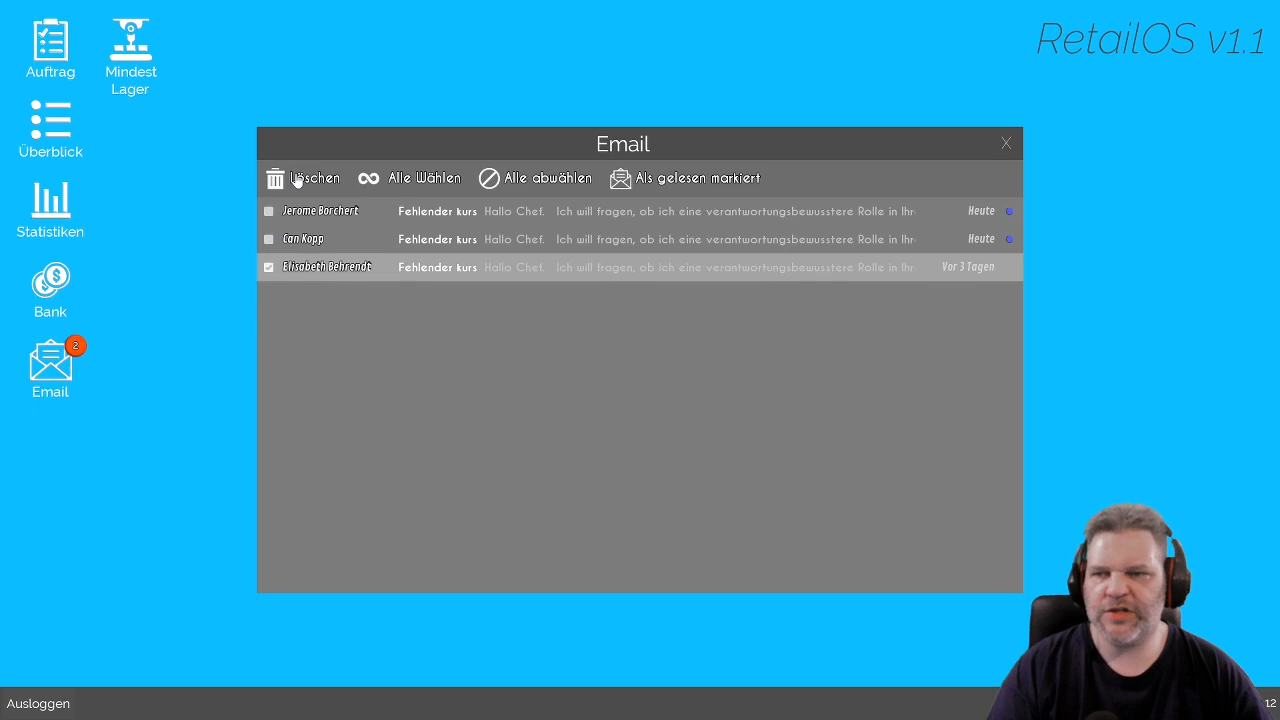 RetailOS v1.1
Auftrag
Mindest
Lager
Überblick
Statistiken
Bank
2
Email
Email X
Löschen Alle Wählen Alle abwählen Als gelesen markiert
Jerome Borchert Fehlender kurs Hallo Chef. Ich will fragen, ob ich eine verantwortungsbewusstere Rolle in Ihr Heute
Can Kopp Fehlender kurs Hallo Chef. Ich will fragen, ob ich eine verantwortungsbewusstere Rolle in Ihr Heute
Elisabeth Behrendt Fehlender kurs Hallo Chef. Ich will fragen, ob ich eine verantwortungsbewusstere Rolle in Ihr Vor 3 Tagen
Ausloggen
12